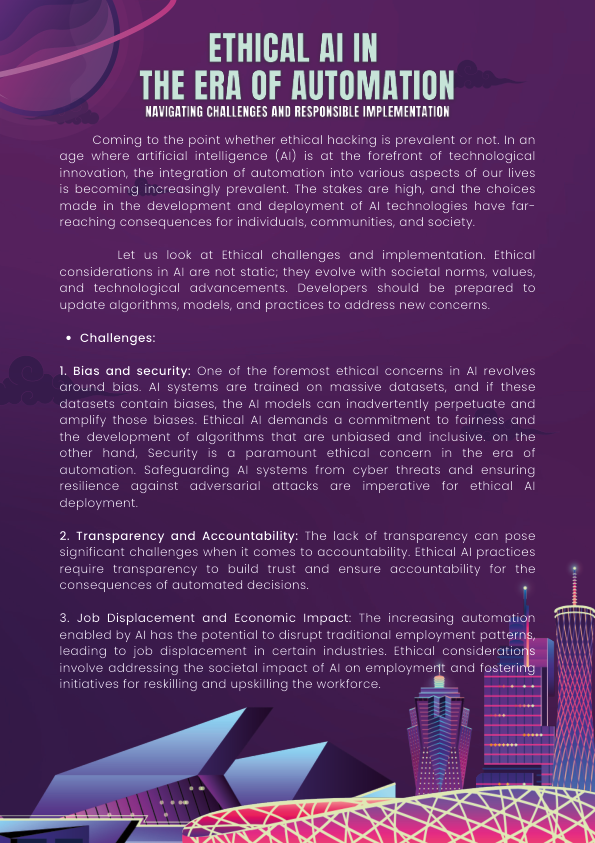 ETHICAL AI IN
THE ERA OF AUTOMATION
NAVIGATING CHALLENGES AND RESPONSIBLE IMPLEMENTATION
Coming to the point whether ethical hacking is prevalent or not. In an
age where artificial intelligence (AI) is at the forefront of technological
innovation, the integration of automation into various aspects of our lives
is becoming increasingly prevalent. The stakes are high, and the choices
made in the development and deployment of AI technologies have far-
reaching consequences for individuals, communities, and society.
Let us look at Ethical challenges and implementation. Ethical
considerations in AI are not static; they evolve with societal norms, values,
and technological advancements. Developers should be prepared to
update algorithms, models, and practices to address new concerns.
• Challenges:
1. Bias and security: One of the foremost ethical concerns in AI revolves
around bias. AI systems are trained on massive datasets, and if these
datasets contain biases, the AI models can inadvertently perpetuate and
amplify those biases. Ethical AI demands a commitment to fairness and
the development of algorithms that are unbiased and inclusive. on the
other hand, Security is a paramount ethical concern in the era of
automation. Safeguarding AI systems from cyber threats and ensuring
resilience against adversarial attacks are imperative for ethical AI
deployment.
2. Transparency and Accountability: The lack of transparency can pose
significant challenges when it comes to accountability. Ethical AI practices
require transparency to build trust and ensure accountability for the
consequences of automated decisions.
3. Job Displacement and Economic Impact: The increasing automation
enabled by AI has the potential to disrupt traditional employment patterns,
leading to job displacement in certain industries. Ethical considerations
involve addressing the societal impact of AI on employment and fostering
initiatives for reskilling and upskilling the workforce.